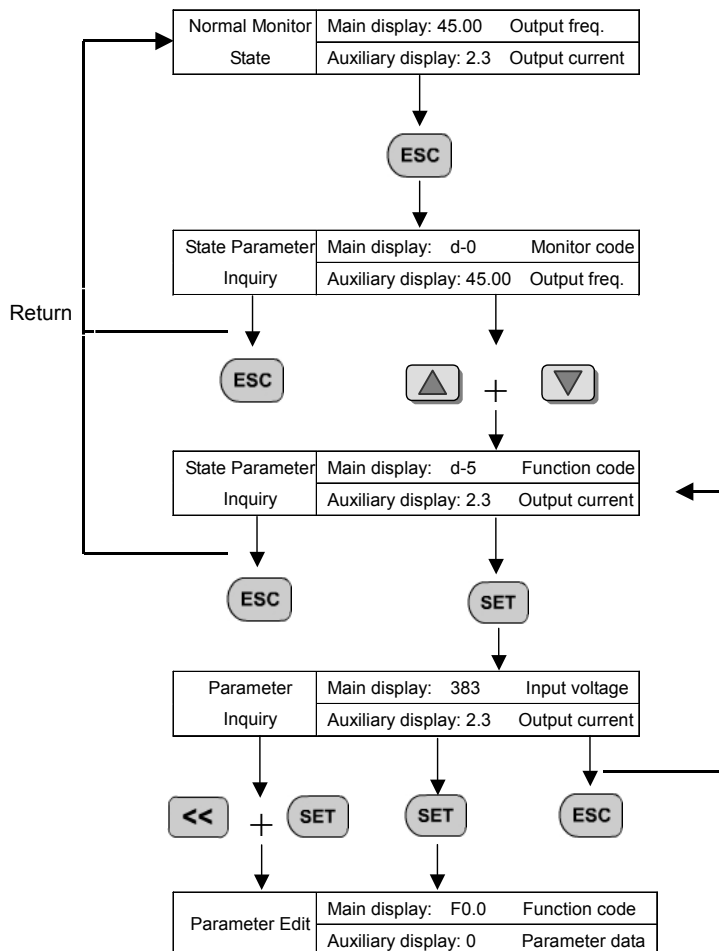 Normal Monitor State
Main display: 45.00 Output freq.
Auxiliary display: 2.3 Output current
ESC
State Parameter Inquiry
Main display: d-0 Monitor code
Auxiliary display: 45.00 Output freq.
Return
ESC
+
State Parameter Inquiry
Main display: d-5 Function code
Auxiliary display: 2.3 Output current
ESC
SET
Parameter Inquiry
Main display: 383 Input voltage
Auxiliary display: 2.3 Output current
<< + SET
SET
ESC
Parameter Edit
Main display: F0.0 Function code
Auxiliary display: 0 Parameter data